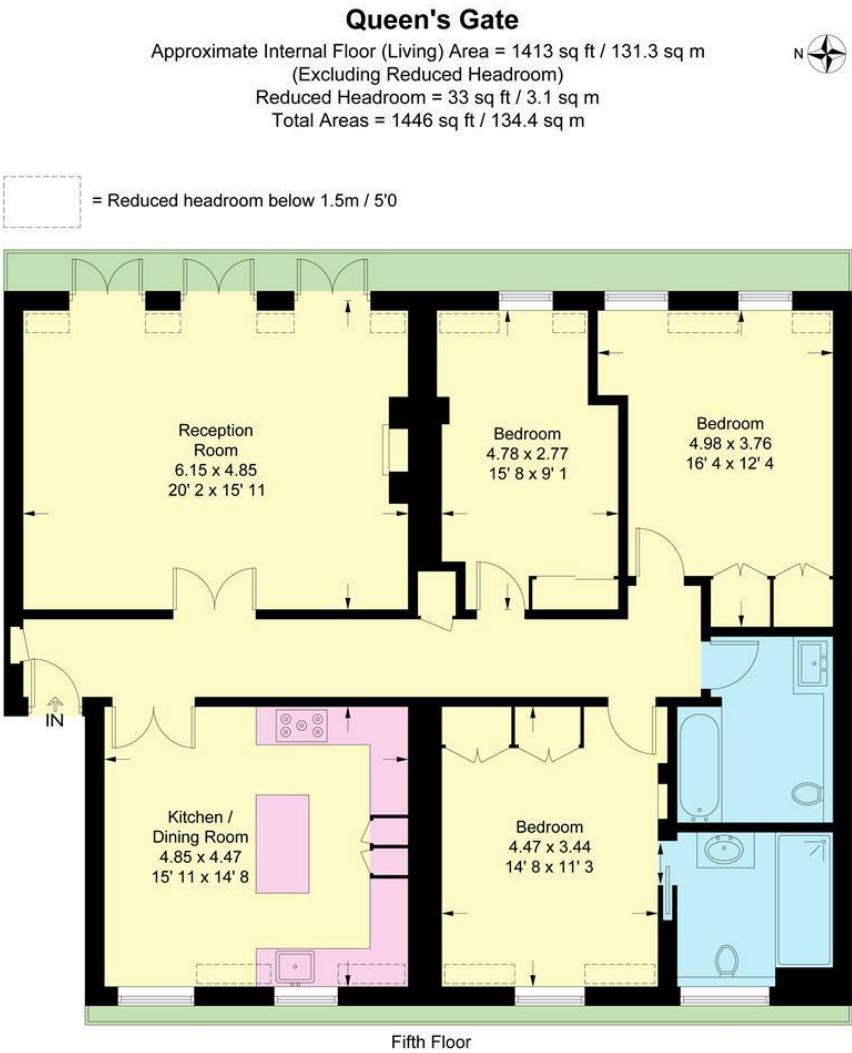 Queen's Gate
Approximate Internal Floor (Living) Area = 1413 sq ft / 131.3 sq m
(Excluding Reduced Headroom)
Reduced Headroom = 33 sq ft / 3.1 sq m
Total Areas = 1446 sq ft / 134.4 sq m
N
= Reduced headroom below 1.5m / 5'0
Reception
Room
6.15 x 4.85
20' 2 x 15' 11
Bedroom
4.78 x 2.77
15' 8 x 9' 1
Bedroom
4.98 x 3.76
16' 4 x 12' 4
IN
Kitchen /
Dining Room
4.85 x 4.47
15' 11 x 14' 8
Bedroom
4.47 x 3.44
14' 8 x 11' 3
Fifth Floor